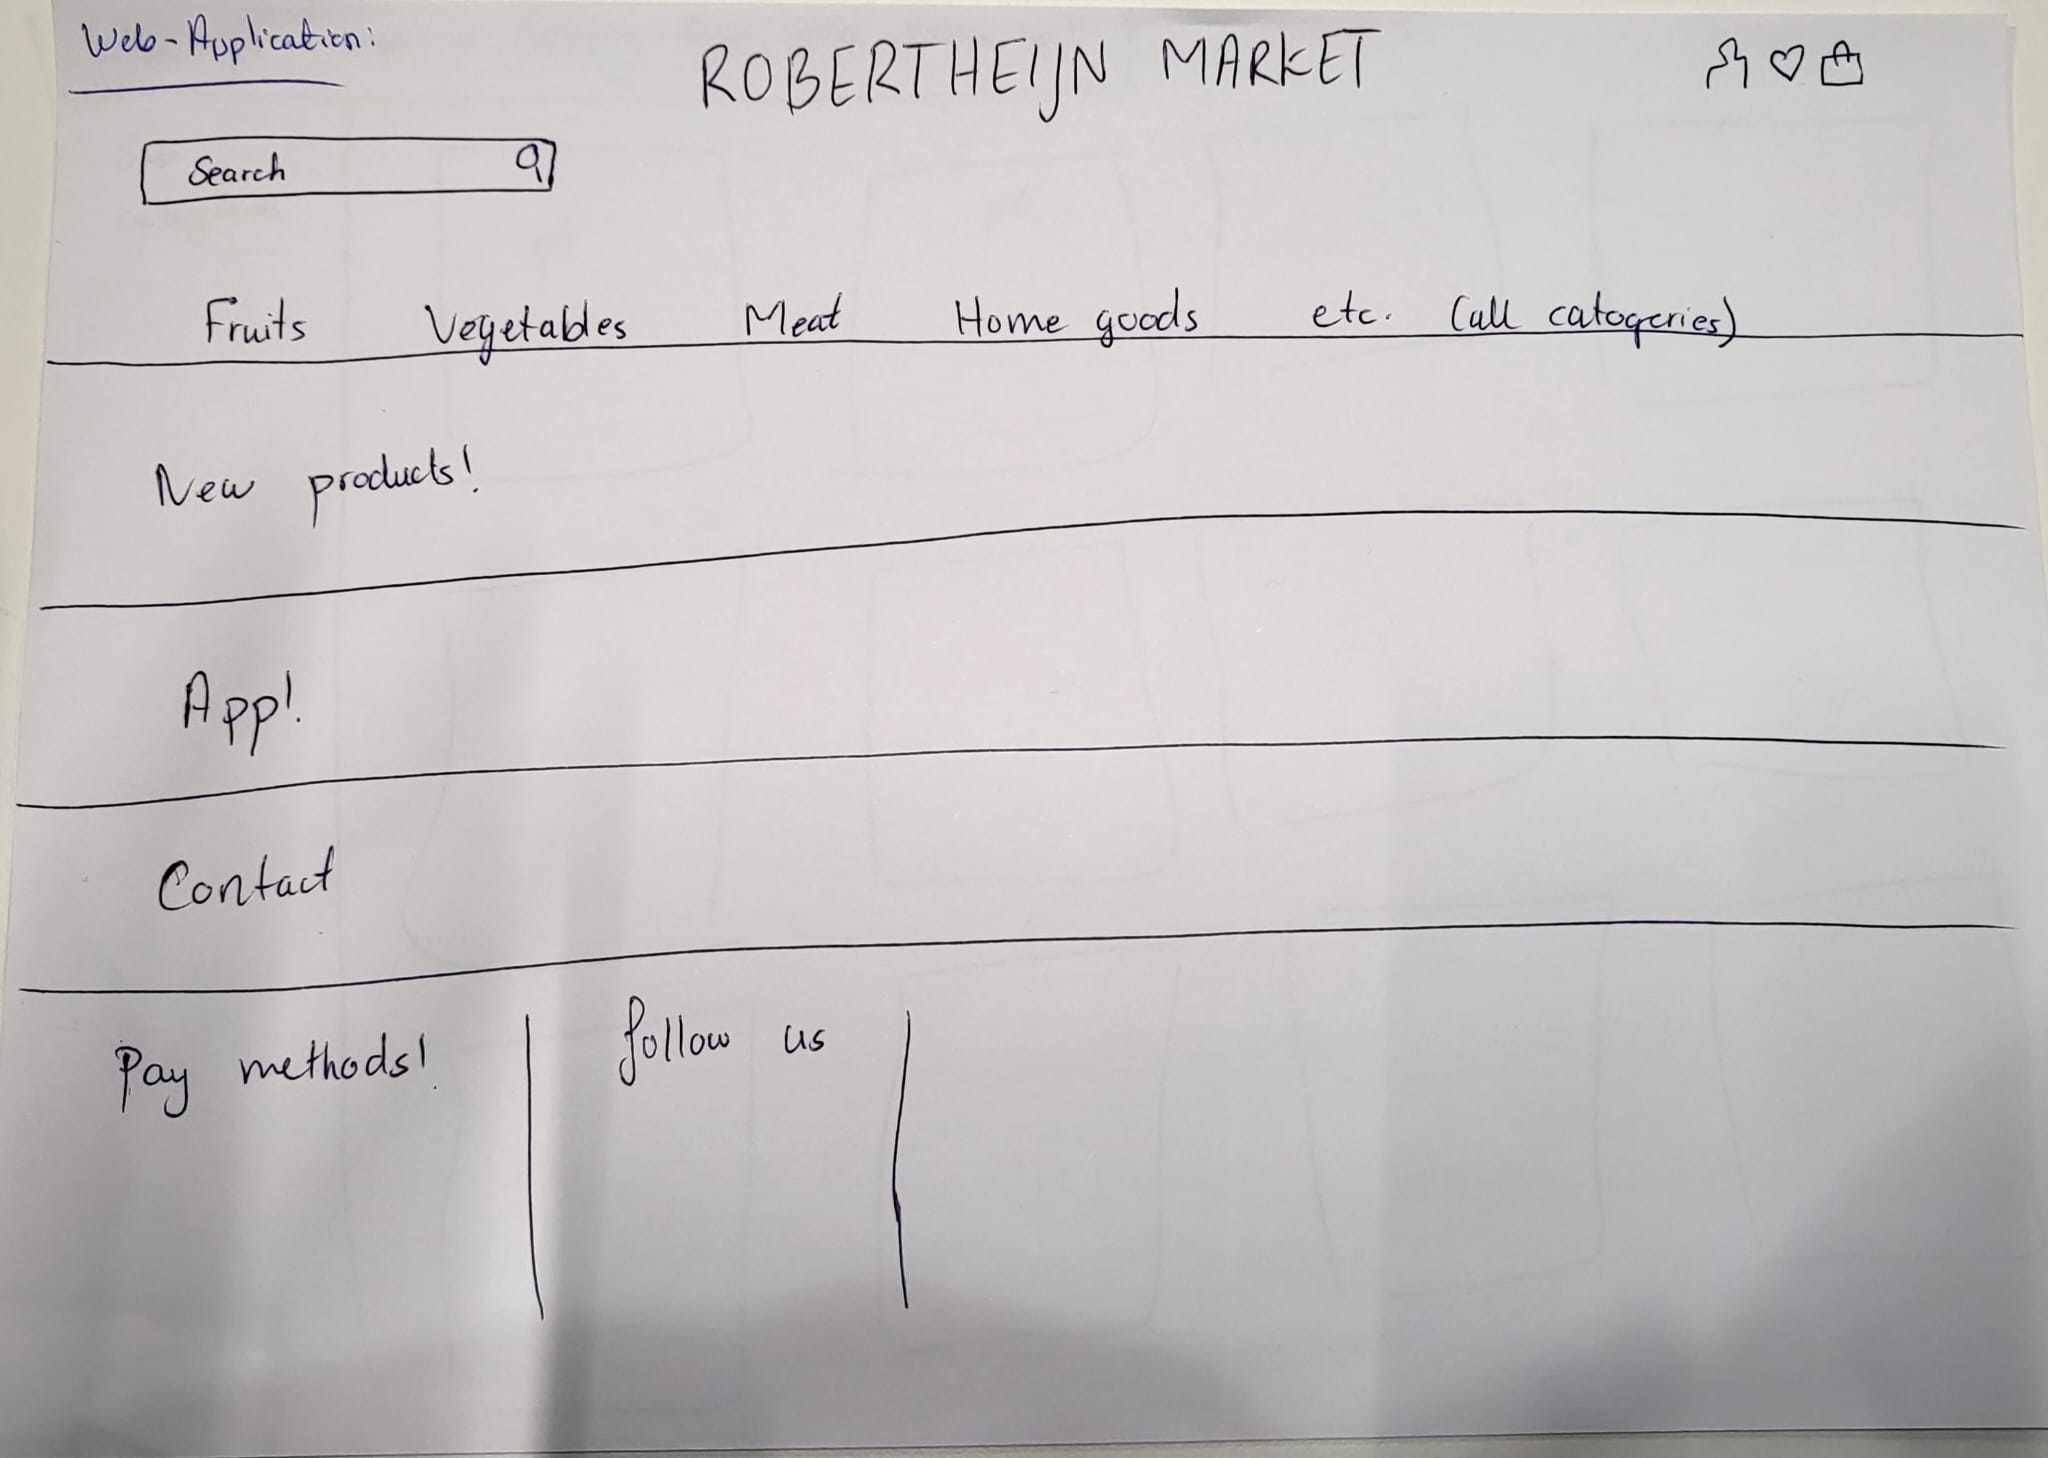 Web-Application:
ROBERTHEIJN MARKET
Search
Fruits Vegetables Meat Home goods etc. (all catogeries)
New products!
App!
Contact
Pay methods!
follow us